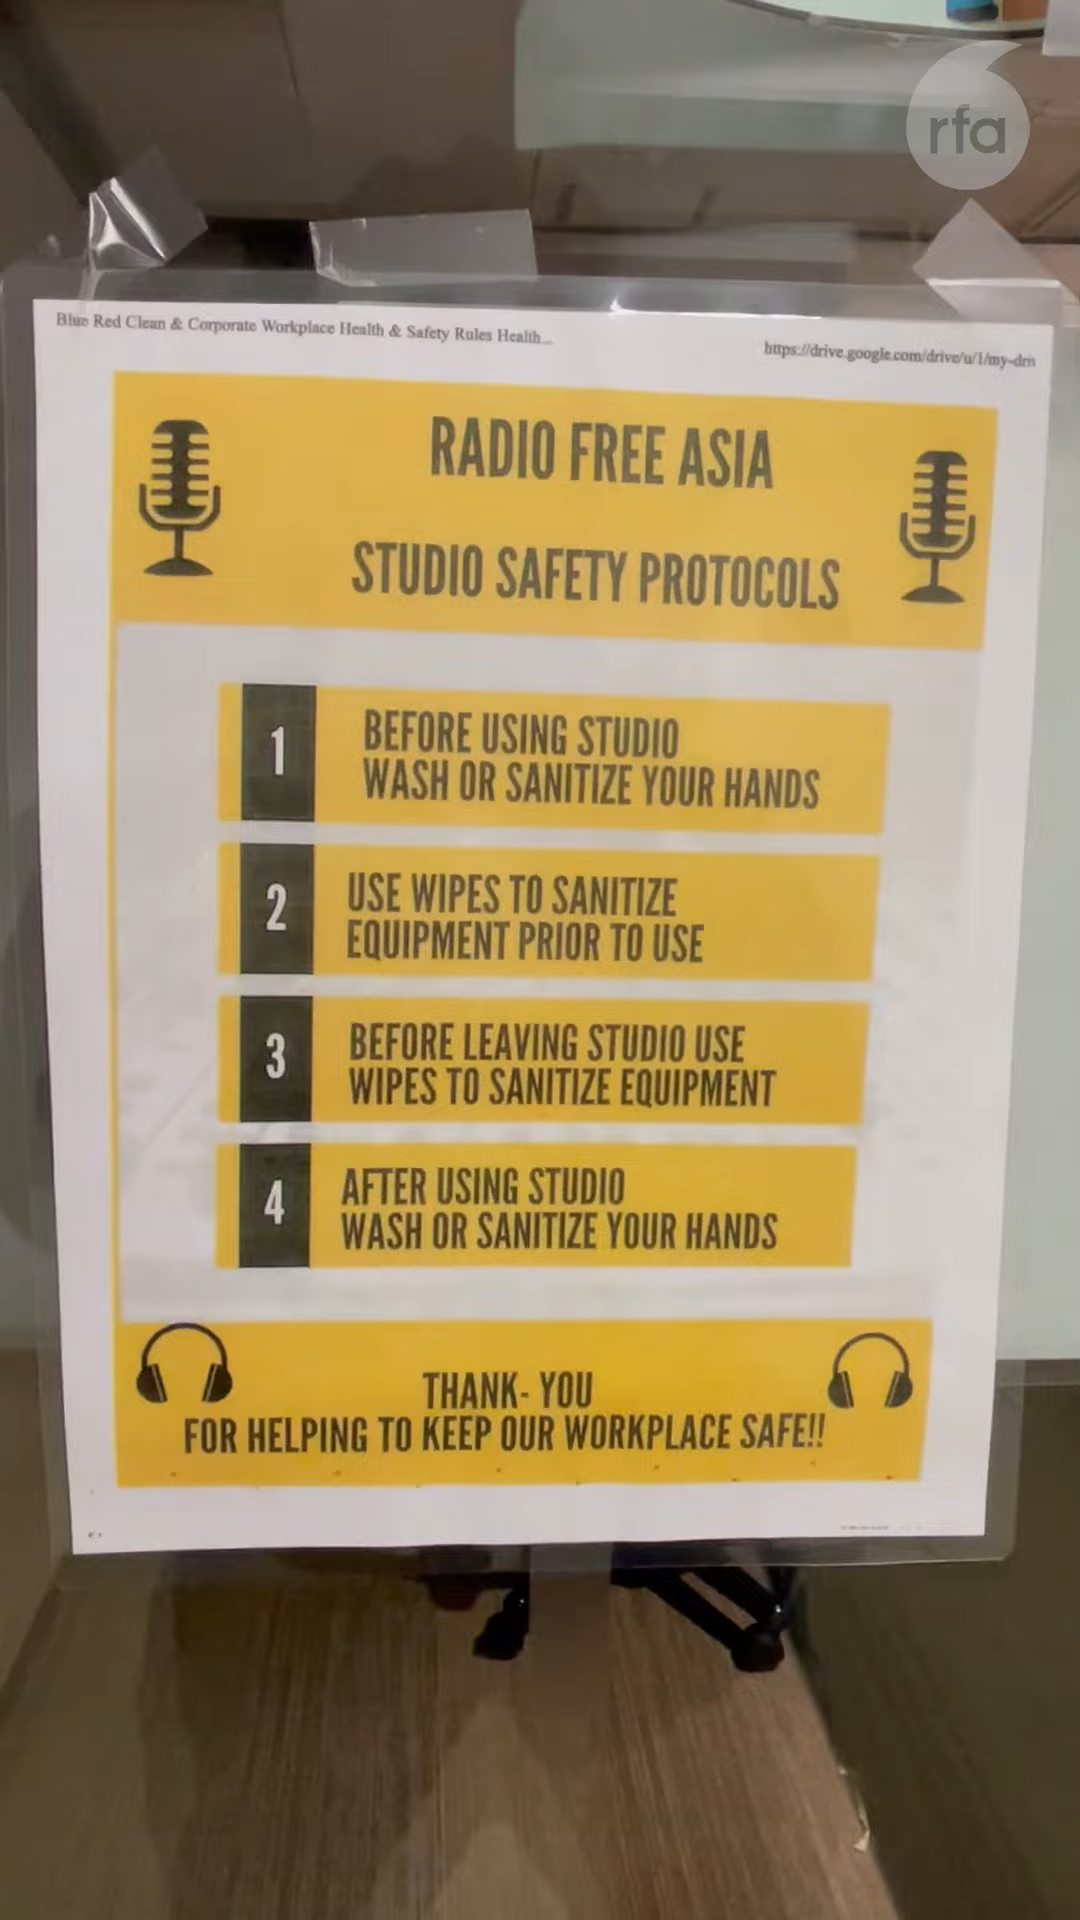 rfa
Blue Red Clean & Corporate Workplace Health & Safety Rules Health...
https://drive.google.com/drive/u/1/my-dri
RADIO FREE ASIA
STUDIO SAFETY PROTOCOLS
1
BEFORE USING STUDIO
WASH OR SANITIZE YOUR HANDS
2
USE WIPES TO SANITIZE
EQUIPMENT PRIOR TO USE
3
BEFORE LEAVING STUDIO USE
WIPES TO SANITIZE EQUIPMENT
4
AFTER USING STUDIO
WASH OR SANITIZE YOUR HANDS
THANK- YOU
FOR HELPING TO KEEP OUR WORKPLACE SAFE!!